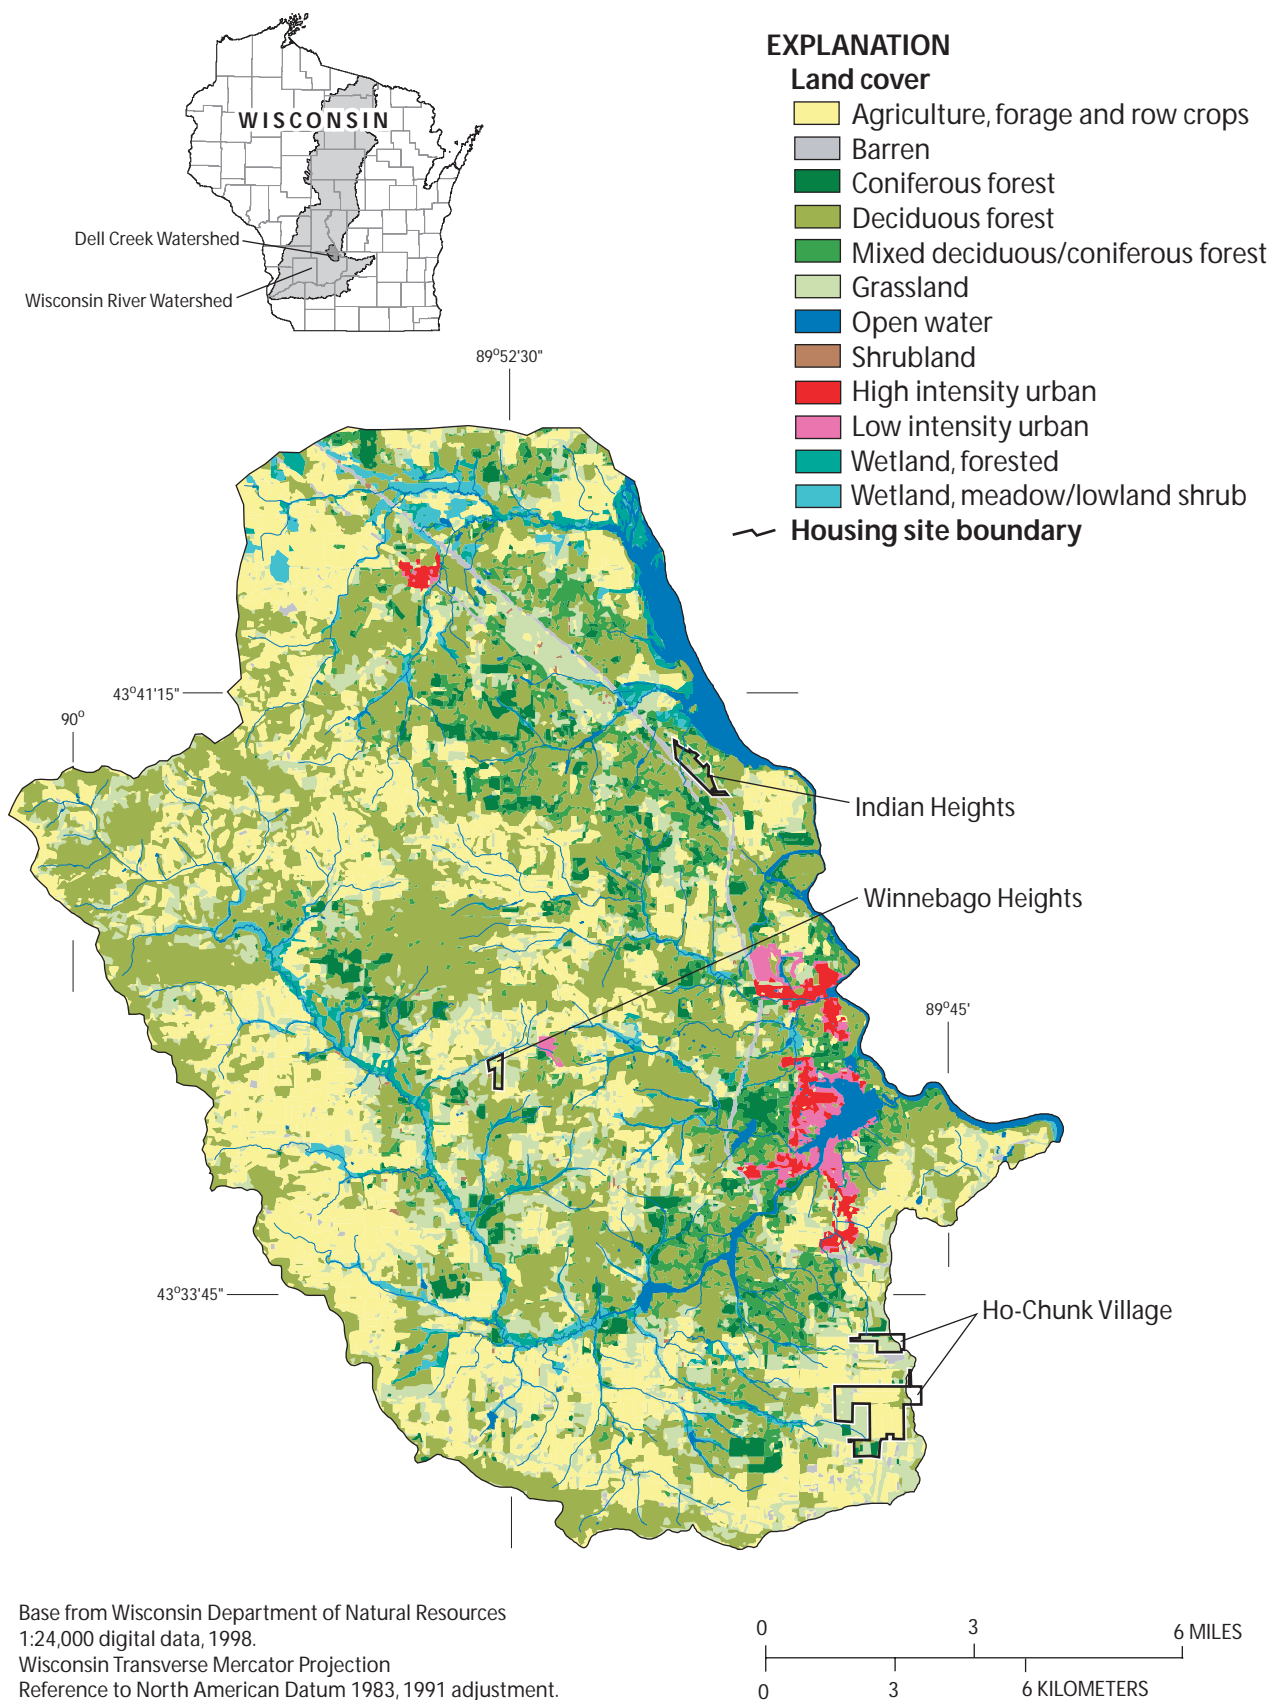 WISCONSIN
Dell Creek Watershed
Wisconsin River Watershed
EXPLANATION
Land cover
Agriculture, forage and row crops
Barren
Coniferous forest
Deciduous forest
Mixed deciduous/coniferous forest
Grassland
Open water
Shrubland
High intensity urban
Low intensity urban
Wetland, forested
Wetland, meadow/lowland shrub
Housing site boundary
89°52'30"
43°41'15"
90°
Indian Heights
Winnebago Heights
89°45'
43°33'45"
Ho-Chunk Village
Base from Wisconsin Department of Natural Resources
1:24,000 digital data, 1998.
Wisconsin Transverse Mercator Projection
Reference to North American Datum 1983, 1991 adjustment.
0 3 6 MILES
0 3 6 KILOMETERS